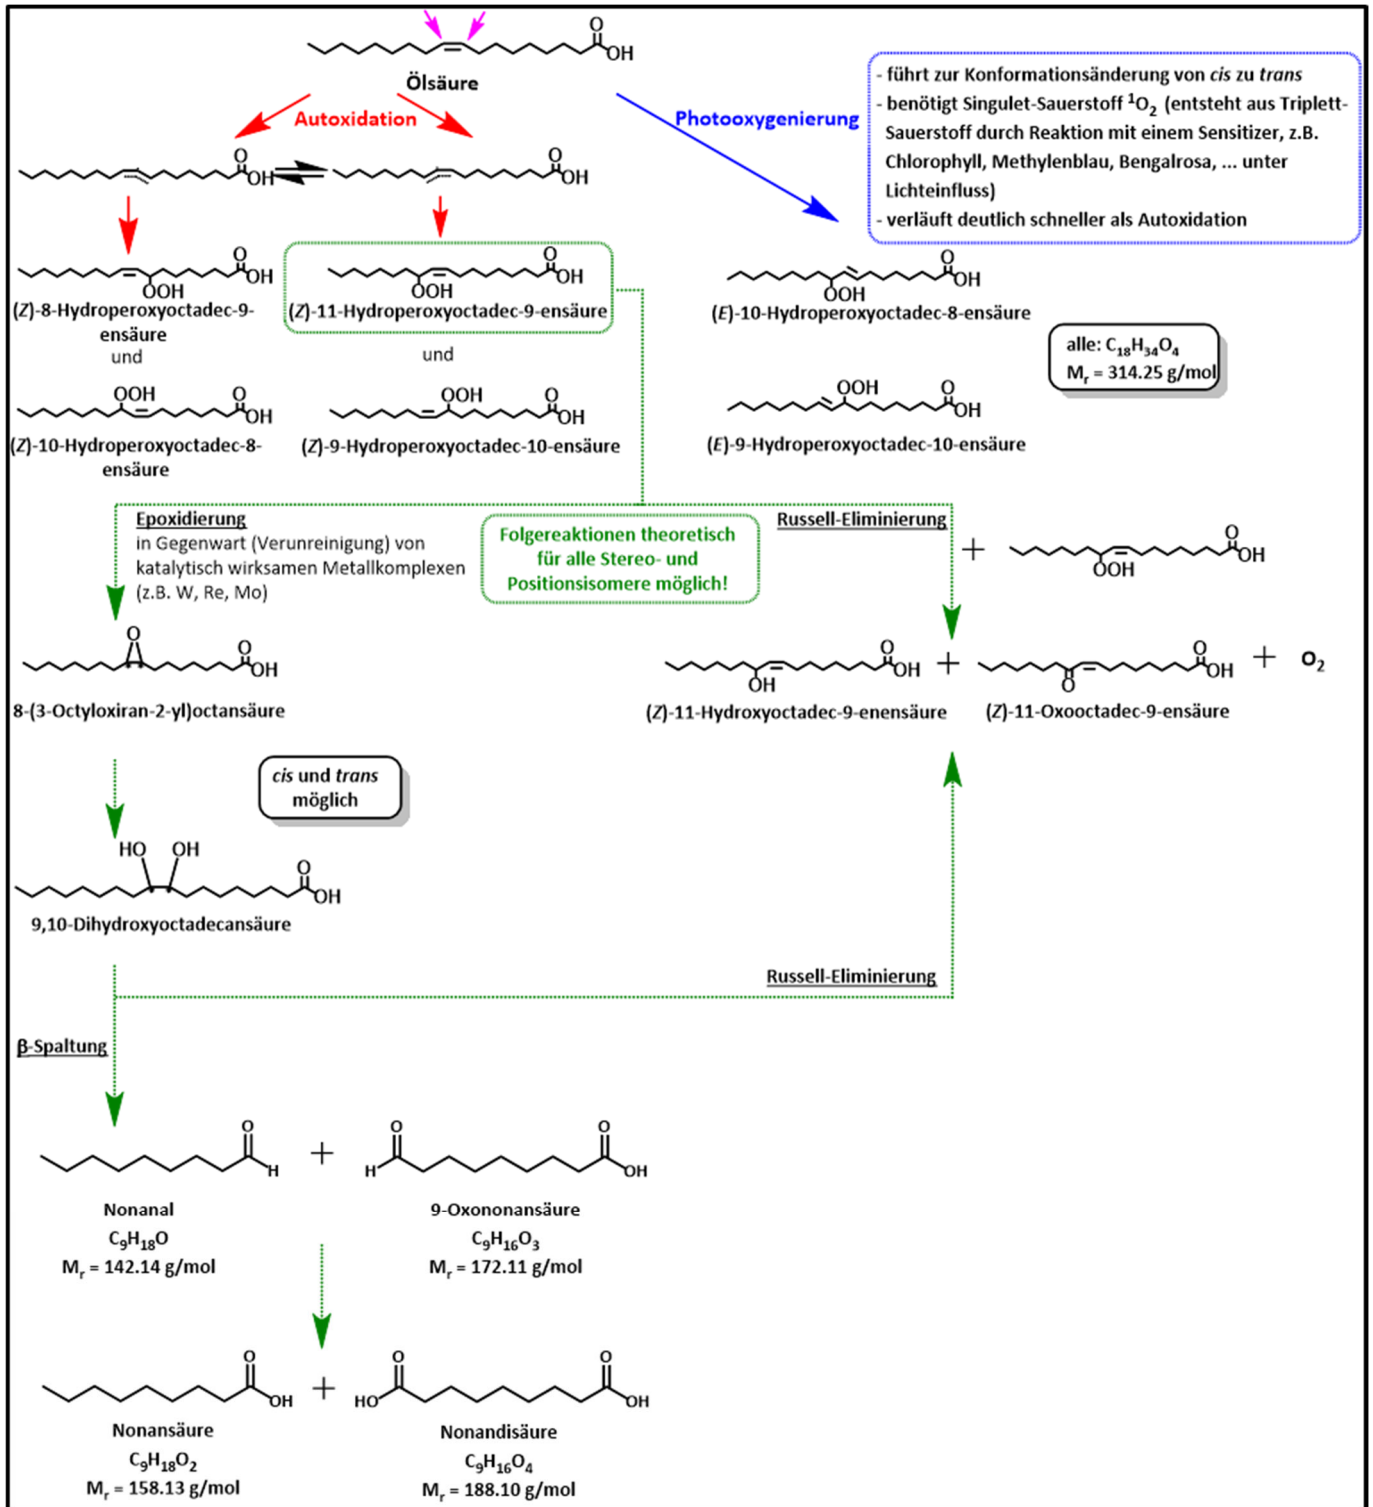 O
OH
Ölsäure
Autoxidation
Photooxygenierung
- führt zur Konformationsänderung von cis zu trans
- benötigt Singulet-Sauerstoff ¹O₂ (entsteht aus Triplett-
Sauerstoff durch Reaktion mit einem Sensitizer, z.B.
Chlorophyll, Methylenblau, Bengalrosa, ... unter
Lichteinfluss)
- verläuft deutlich schneller als Autoxidation
O
OH
O
OH
O
OH
OOH
(Z)-8-Hydroperoxyoctadec-9-
ensäure
und
OOH
O
OH
(Z)-10-Hydroperoxyoctadec-8-
ensäure
O
OH
OOH
(Z)-11-Hydroperoxyoctadec-9-ensäure
und
OOH
O
OH
(Z)-9-Hydroperoxyoctadec-10-ensäure
O
OH
OOH
(E)-10-Hydroperoxyoctadec-8-ensäure
alle: C₁₈H₃₄O₄
Mᵣ = 314.25 g/mol
OOH
O
OH
(E)-9-Hydroperoxyoctadec-10-ensäure
Epoxidierung
in Gegenwart (Verunreinigung) von
katalytisch wirksamen Metallkomplexen
(z.B. W, Re, Mo)
Folgereaktionen theoretisch
für alle Stereo- und
Positionsisomere möglich!
Russell-Eliminierung
+
O
OH
OOH
O
O
OH
8-(3-Octyloxiran-2-yl)octansäure
O
OH
OH
+
O
OH
O
+ O₂
(Z)-11-Hydroxyoctadec-9-enensäure
(Z)-11-Oxooctadec-9-ensäure
cis und trans
möglich
HO OH
O
OH
9,10-Dihydroxyoctadecansäure
Russell-Eliminierung
β-Spaltung
O
H
+
O
H
O
OH
Nonanal
C₉H₁₈O
Mᵣ = 142.14 g/mol
9-Oxononansäure
C₉H₁₆O₃
Mᵣ = 172.11 g/mol
O
OH
+
O
HO
O
OH
Nonansäure
C₉H₁₈O₂
Mᵣ = 158.13 g/mol
Nonandisäure
C₉H₁₆O₄
Mᵣ = 188.10 g/mol